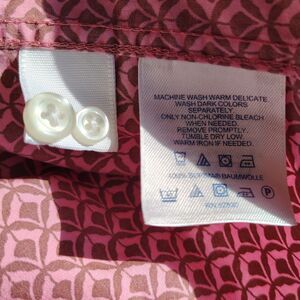 MACHINE WASH WARM DELICATE.
WASH DARK COLORS
SEPARATELY.
ONLY NON-CHLORINE BLEACH
WHEN NEEDED.
REMOVE PROMPTLY.
TUMBLE DRY LOW.
WARM IRON IF NEEDED.
BAUMWOLLE